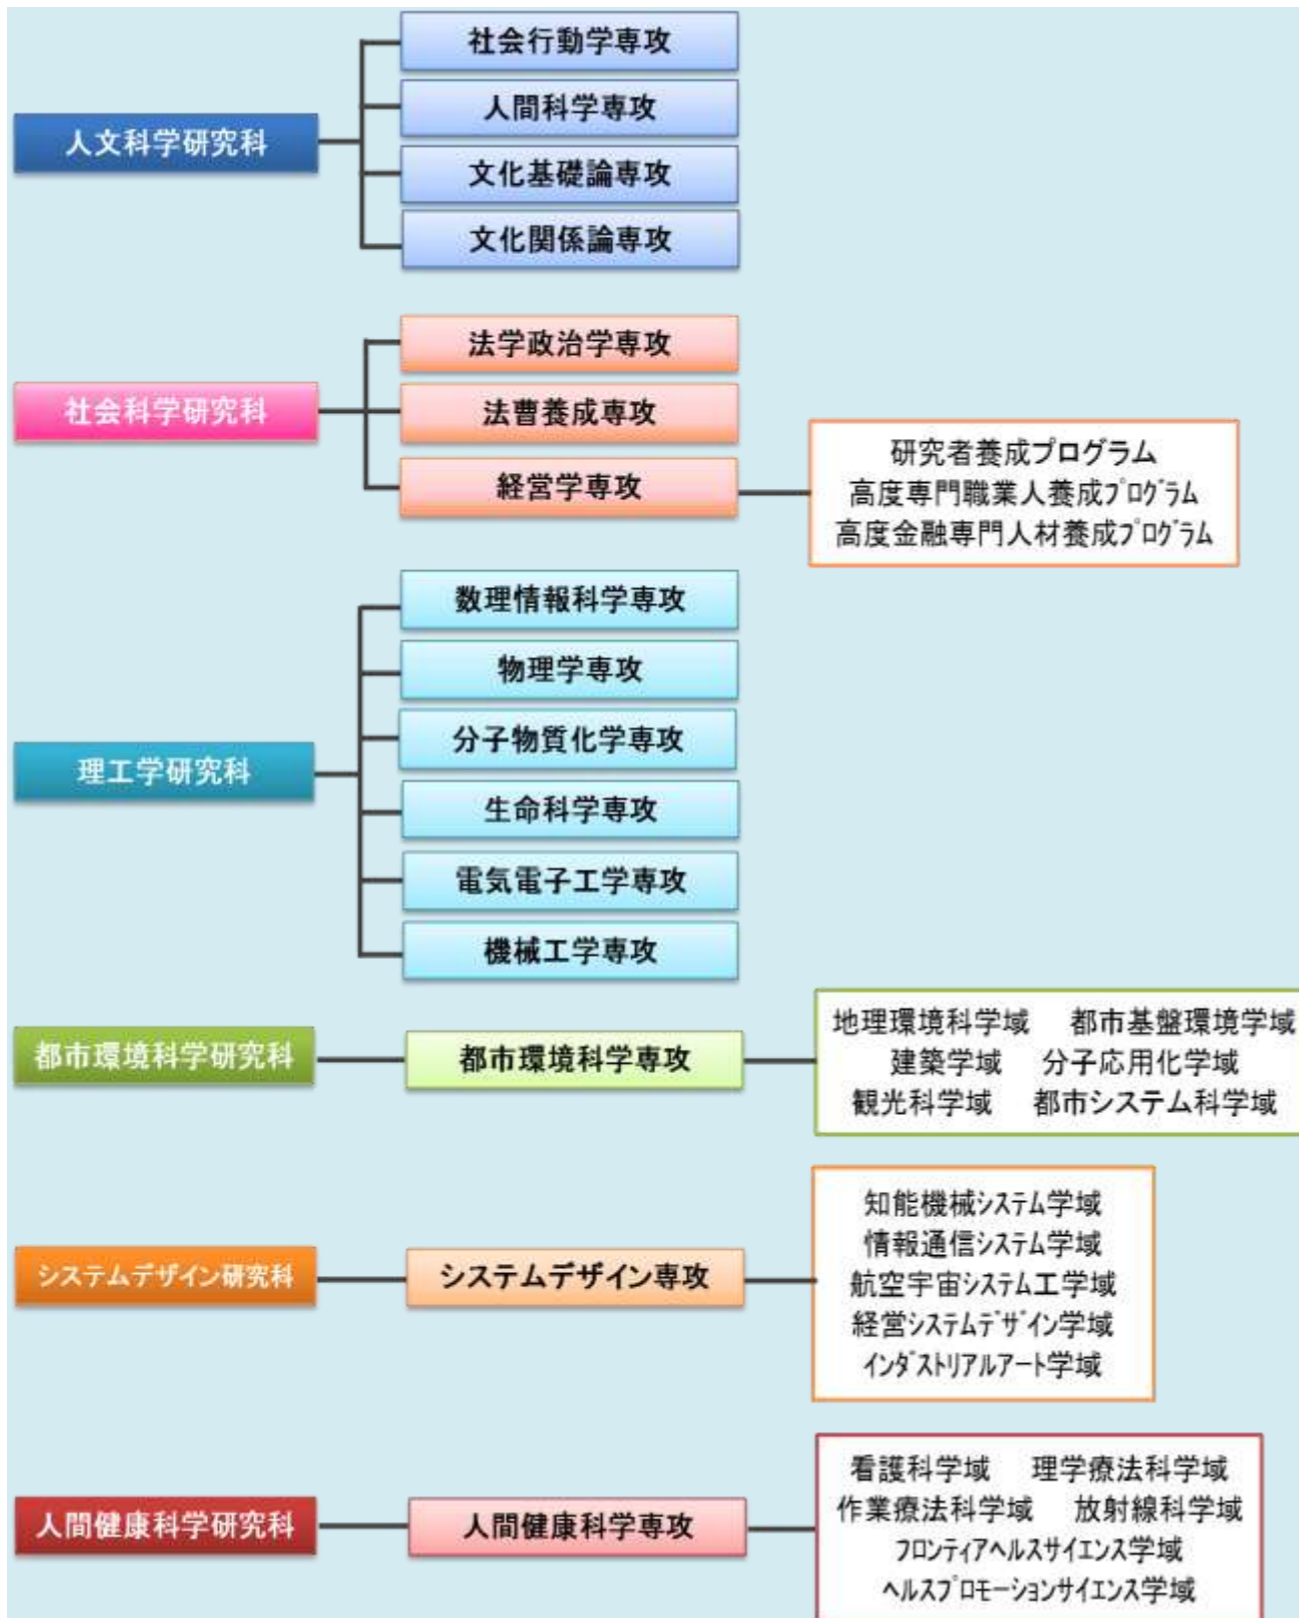 人文科学研究科
社会行動学専攻
人間科学専攻
文化基礎論専攻
文化関係論専攻
社会科学研究科
法学政治学専攻
法曹養成専攻
経営学専攻
研究者養成プログラム
高度専門職業人養成ﾌﾟﾛｸﾞﾗﾑ
高度金融専門人材養成ﾌﾟﾛｸﾞﾗﾑ
理工学研究科
数理情報科学専攻
物理学専攻
分子物質化学専攻
生命科学専攻
電気電子工学専攻
機械工学専攻
都市環境科学研究科
都市環境科学専攻
地理環境科学域 都市基盤環境学域
建築学域 分子応用化学域
観光科学域 都市システム科学域
システムデザイン研究科
システムデザイン専攻
知能機械ｼｽﾃﾑ学域
情報通信ｼｽﾃﾑ学域
航空宇宙ｼｽﾃﾑ工学域
経営ｼｽﾃﾑﾃﾞｻﾞｲﾝ学域
ｲﾝﾀﾞｽﾄﾘｱﾙｱｰﾄ学域
人間健康科学研究科
人間健康科学専攻
看護科学域 理学療法科学域
作業療法科学域 放射線科学域
ﾌﾛﾝﾃｨｱﾍﾙｽｻｲｴﾝｽ学域
ﾍﾙｽﾌﾟﾛﾓｰｼｮﾝｻｲｴﾝｽ学域